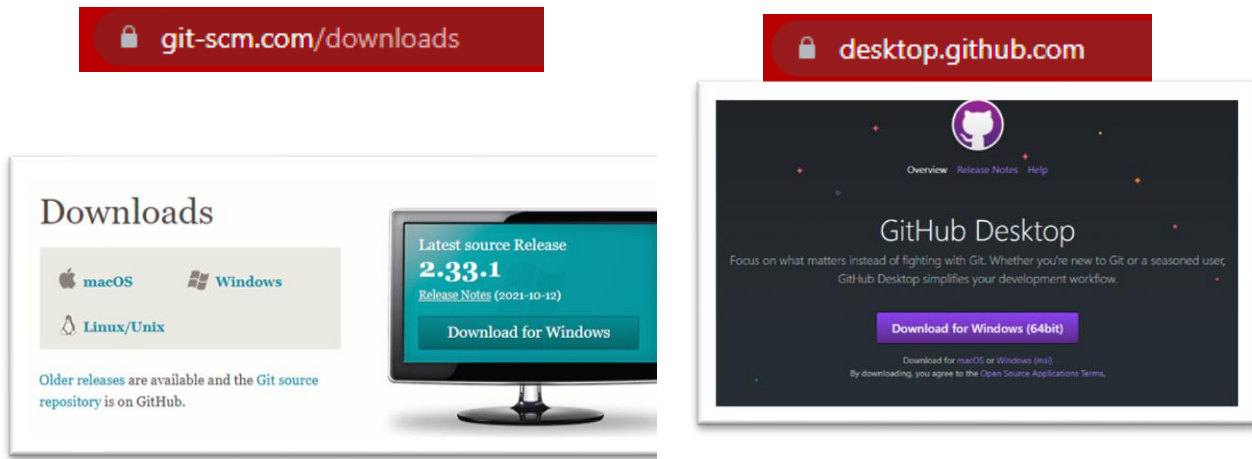 git-scm.com/downloads
Downloads
macOS
Windows
Linux/Unix
Older releases are available and the Git source
repository is on GitHub.
Latest source Release
2.33.1
Release Notes (2021-10-12)
Download for Windows
desktop.github.com
Overview Release Notes Help
GitHub Desktop
Focus on what matters instead of fighting with Git. Whether you're new to Git or a seasoned user,
GitHub Desktop simplifies your development workflow.
Download for Windows (64bit)
Download for macOS or Windows (msi)
By downloading, you agree to the Open Source Applications Terms.